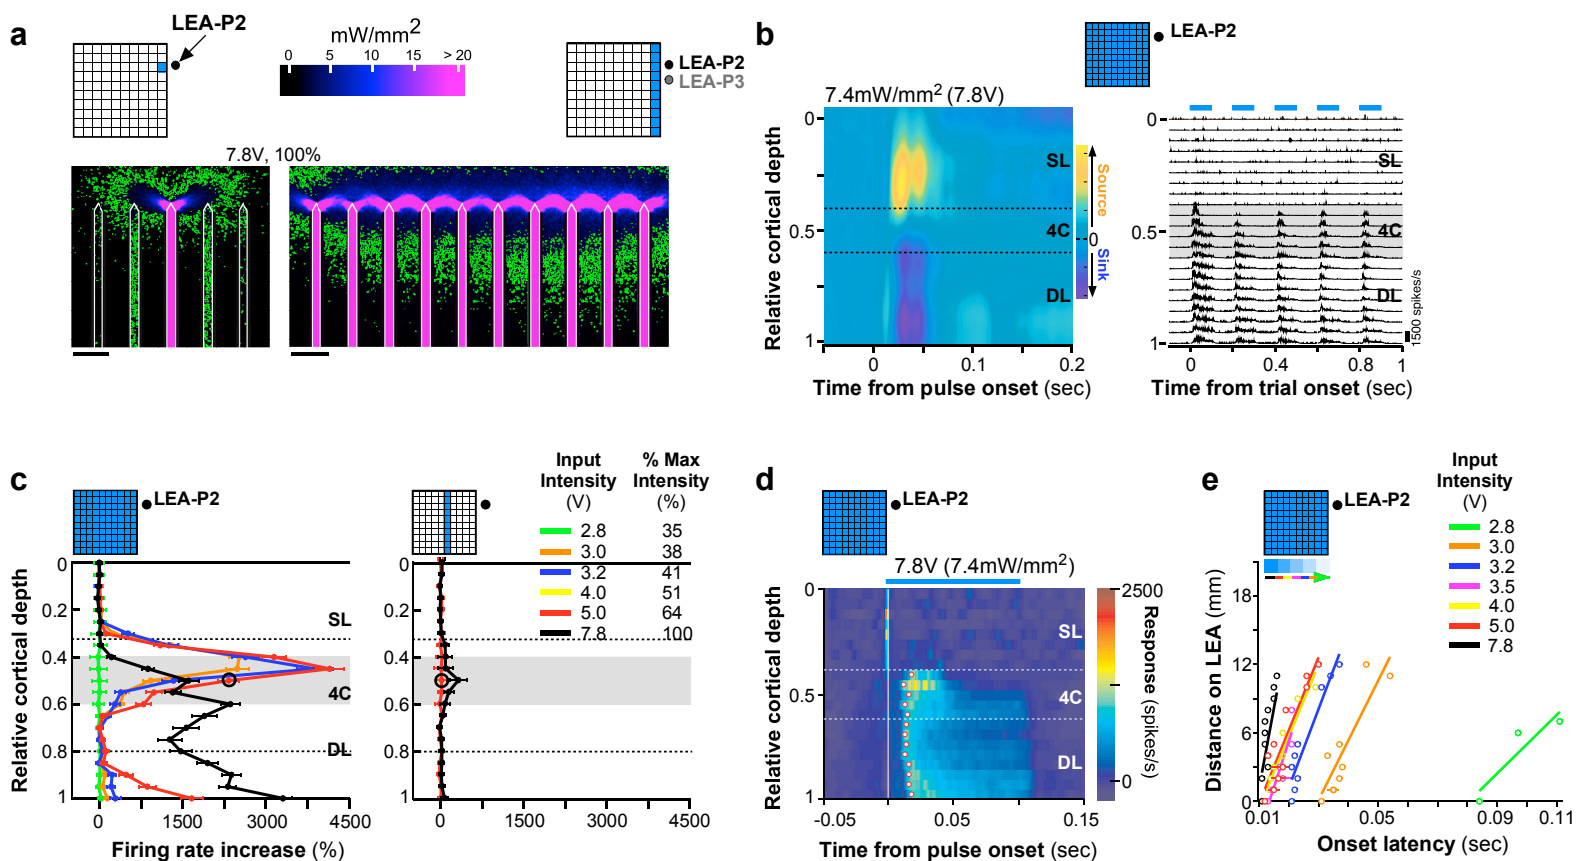 a
LEA-P2
mW/mm2
0 5 10 15 > 20
LEA-P2
LEA-P3
7.8V, 100%
b
LEA-P2
7.4mW/mm2 (7.8V)
Relative cortical depth
0
0.5
1
SL
4C
DL
Source
0
Sink
0 0.1 0.2
Time from pulse onset (sec)
0
0.5
1
SL
4C
DL
1500 spikes/s
0 0.4 0.8 1
Time from trial onset (sec)
c
LEA-P2
Input Intensity (V)
% Max Intensity (%)
2.8 35
3.0 38
3.2 41
4.0 51
5.0 64
7.8 100
Relative cortical depth
0
0.2
0.4
0.6
0.8
1
SL
4C
DL
0 1500 3000 4500
Firing rate increase (%)
0
0.2
0.4
0.6
0.8
1
0 1500 3000 4500
d
LEA-P2
7.8V (7.4mW/mm2)
Relative cortical depth
0
0.5
1
SL
4C
DL
2500
0
Response (spikes/s)
-0.05 0.05 0.15
Time from pulse onset (sec)
e
LEA-P2
Input Intensity (V)
2.8
3.0
3.2
3.5
4.0
5.0
7.8
Distance on LEA (mm)
18
12
6
0
0.01 0.05 0.09 0.11
Onset latency (sec)